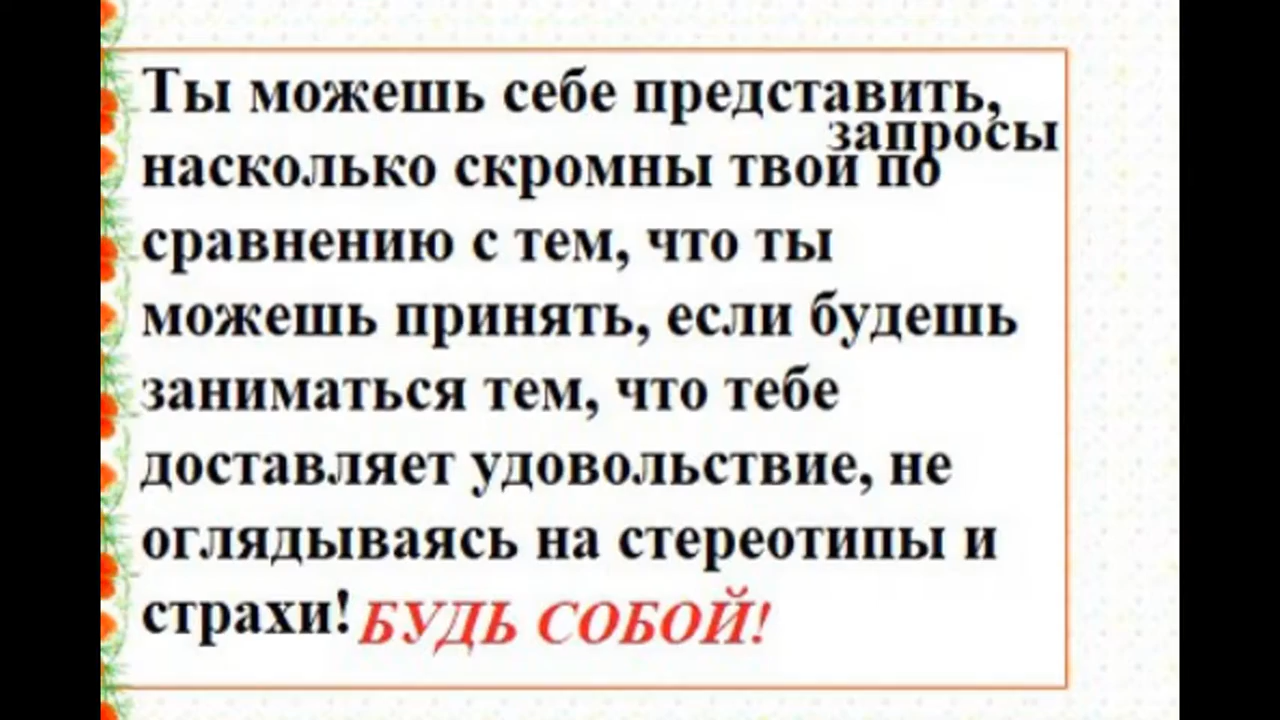 Ты можешь себе представить,
запросы
насколько скромны твои по
сравнению с тем, что ты
можешь принять, если будешь
заниматься тем, что тебе
доставляет удовольствие, не
оглядываясь на стереотипы и
страхи! БУДЬ СОБОЙ!